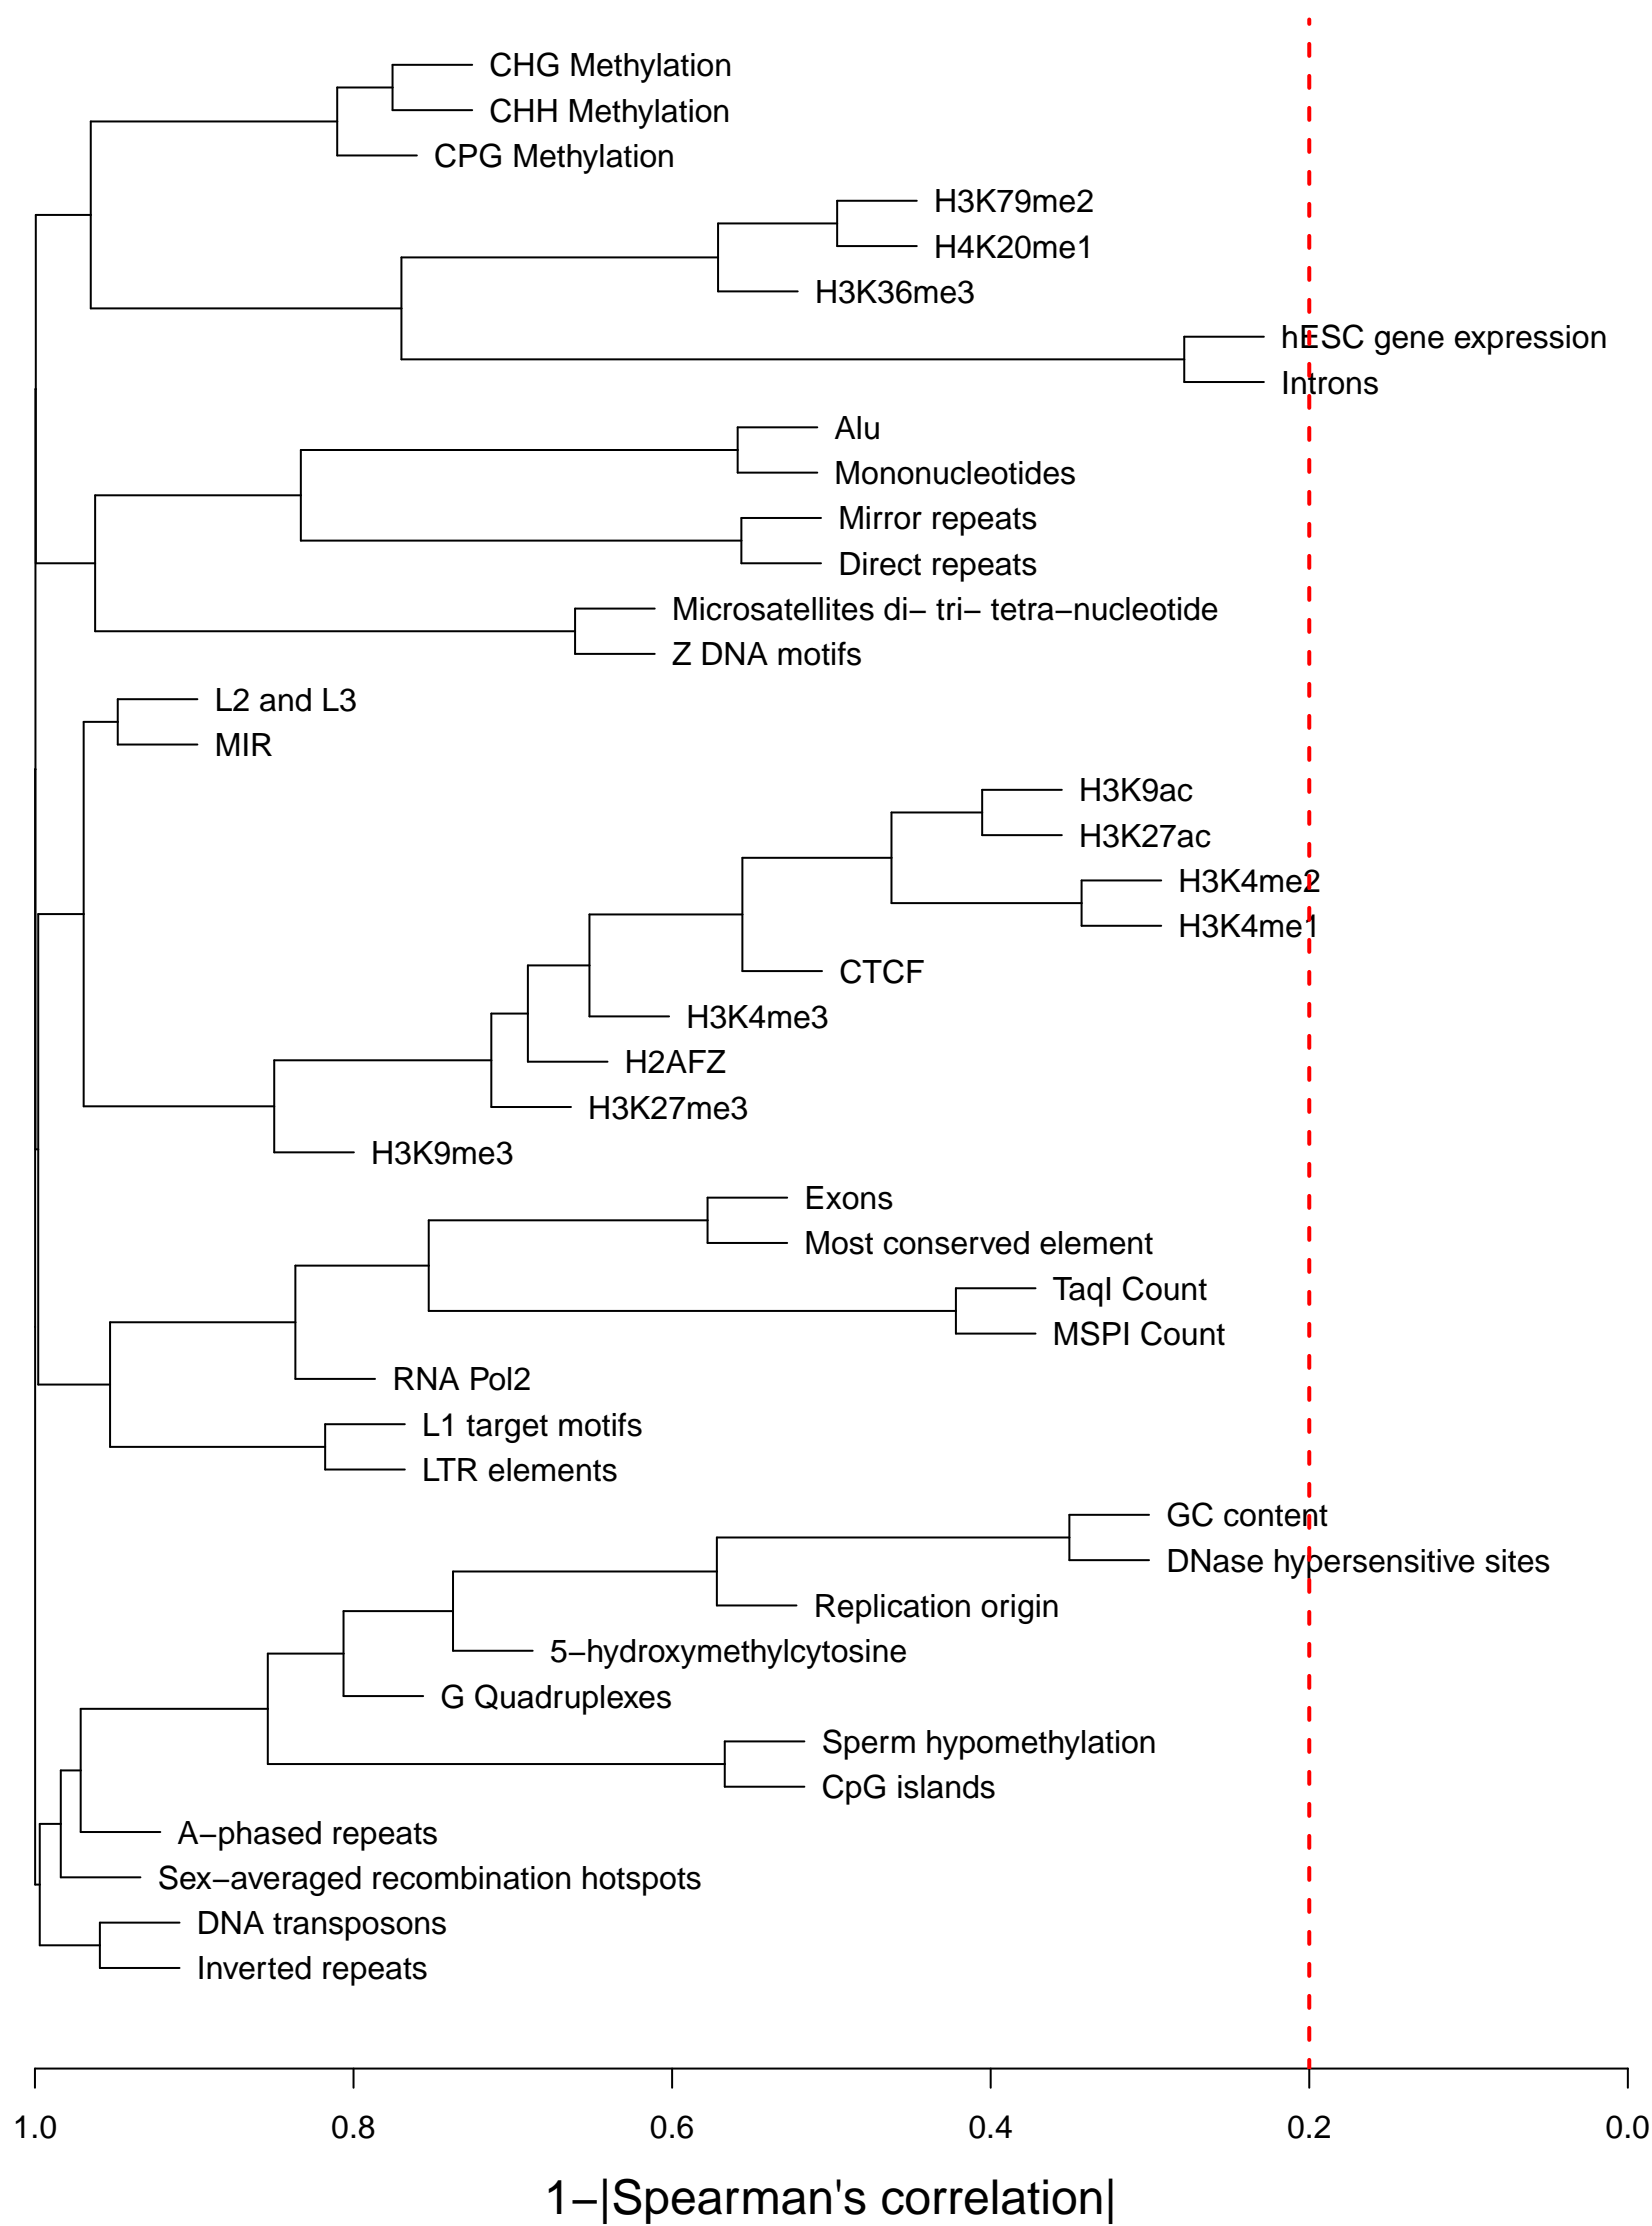 CHG Methylation
CHH Methylation
CPG Methylation
H3K79me2
H4K20me1
H3K36me3
hESC gene expression
Introns
Alu
Mononucleotides
Mirror repeats
Direct repeats
Microsatellites di− tri− tetra−nucleotide
Z DNA motifs
L2 and L3
MIR
H3K9ac
H3K27ac
H3K4me2
H3K4me1
CTCF
H3K4me3
H2AFZ
H3K27me3
H3K9me3
Exons
Most conserved element
TaqI Count
MSPI Count
RNA Pol2
L1 target motifs
LTR elements
GC content
DNase hypersensitive sites
Replication origin
5−hydroxymethylcytosine
G Quadruplexes
Sperm hypomethylation
CpG islands
A−phased repeats
Sex−averaged recombination hotspots
DNA transposons
Inverted repeats
1.0 0.8 0.6 0.4 0.2 0.0
1−|Spearman's correlation|